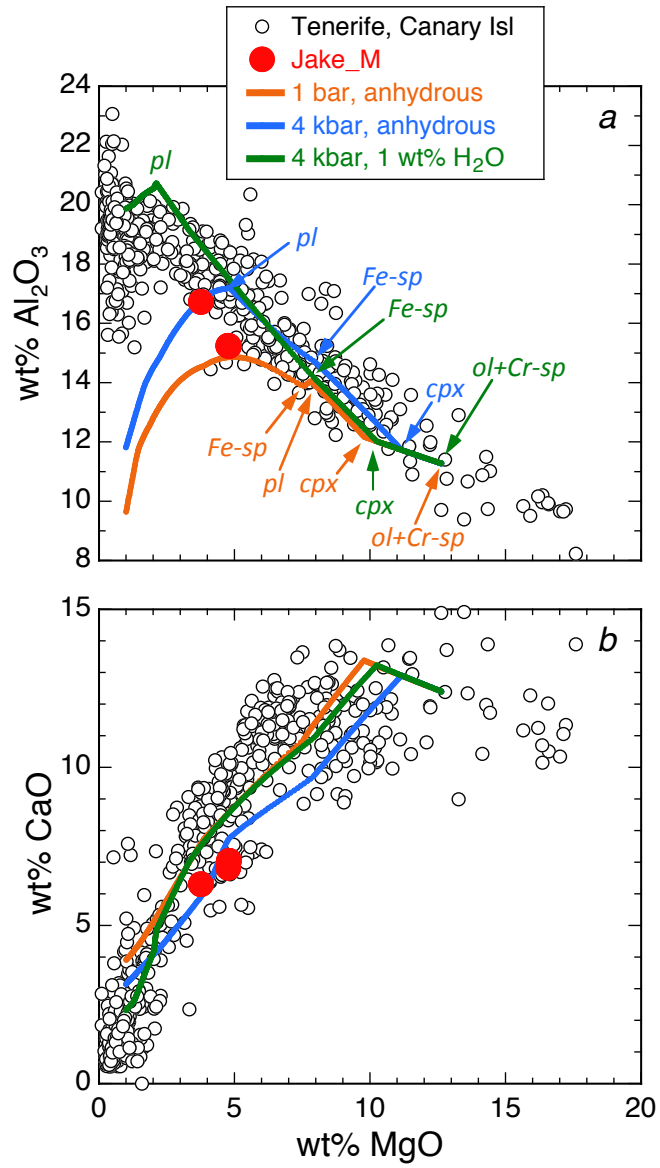 Tenerife, Canary Isl
Jake_M
1 bar, anhydrous
4 kbar, anhydrous
4 kbar, 1 wt% H₂O
a
24
22
20
18
16
14
12
10
8
wt% Al₂O₃
pl
pl
Fe-sp
Fe-sp
ol+Cr-sp
cpx
Fe-sp
pl
cpx
cpx
ol+Cr-sp
b
15
10
5
0
wt% CaO
0
5
10
15
20
wt% MgO